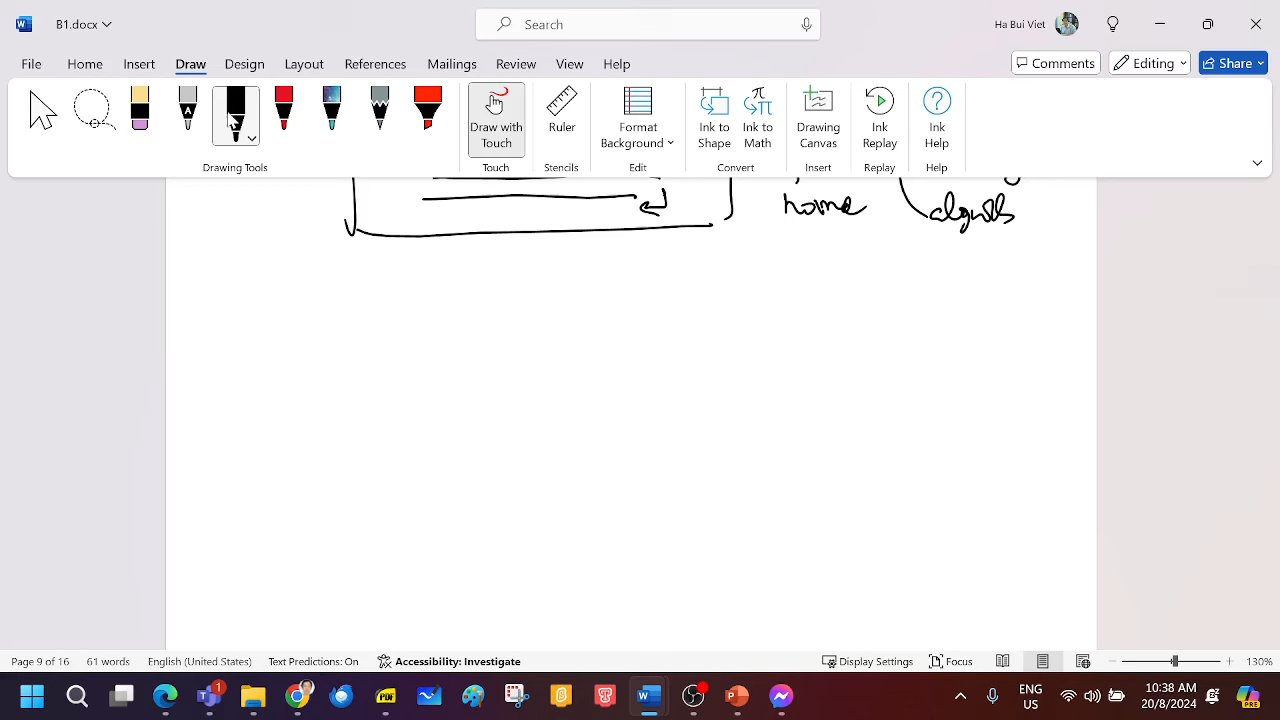 B1.docx
Search
Ha Bui Viet
File Home Insert Draw Design Layout References Mailings Review View Help
Comments Editing Share
A
Drawing Tools
Draw with Touch
Touch
Ruler
Stencils
Format Background
Edit
Ink to Shape
Ink to Math
Convert
Drawing Canvas
Insert
Ink Replay
Replay
Ink Help
Help
home
Page 9 of 16 61 words English (United States) Text Predictions: On Accessibility: Investigate Display Settings Focus 130%
1 PDF ENG US 10:38 AM 20/8/2024 PRE